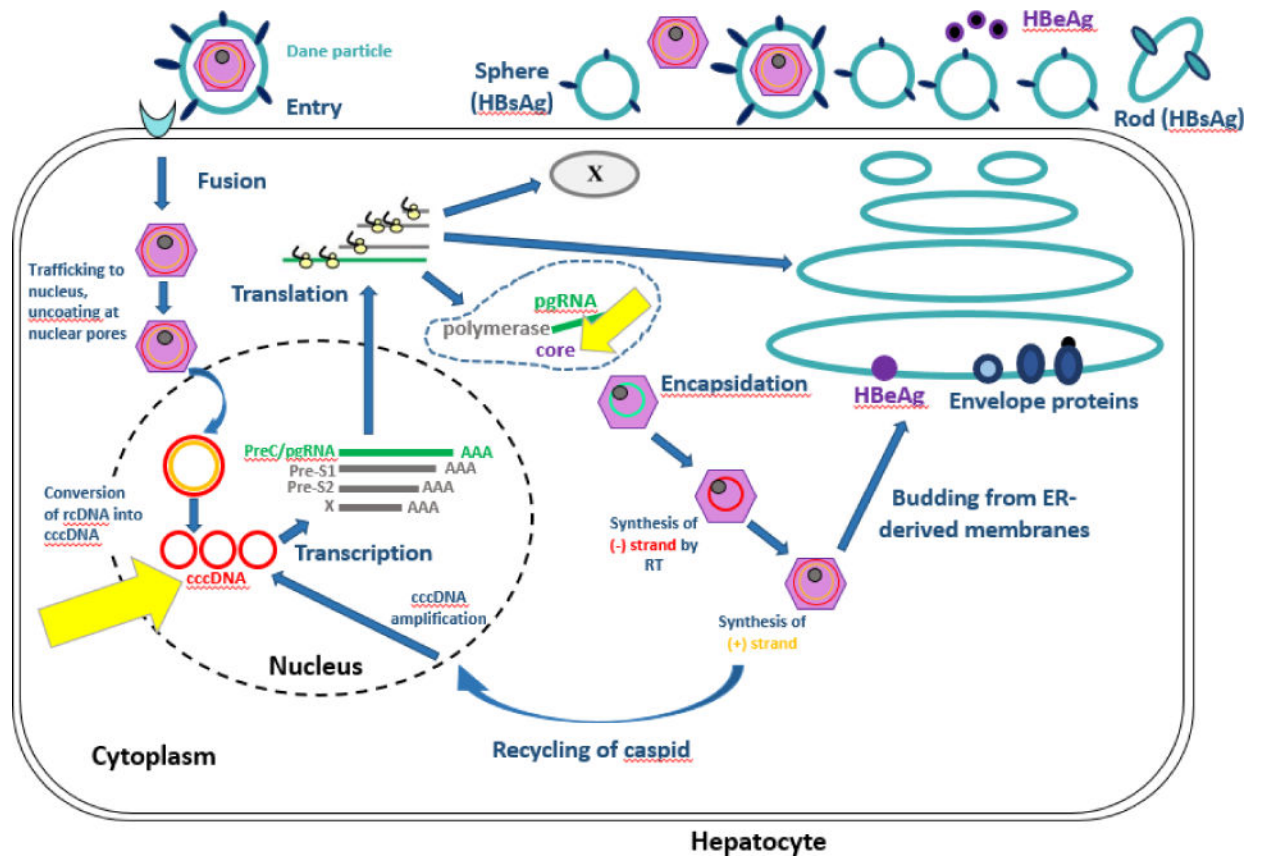 Dane particle
Entry
Sphere
(HBsAg)
HBeAg
Rod (HBsAg)
Fusion
X
Trafficking to
nucleus,
uncoating at
nuclear pores
Translation
pgRNA
polymerase
core
Encapsidation
HBeAg
Envelope proteins
PreC/pgRNA AAA
Pre-S1 AAA
Pre-S2 AAA
X AAA
Conversion
of rcDNA into
cccDNA
Transcription
cccDNA
cccDNA
amplification
Synthesis of
(-) strand by
RT
Budding from ER-
derived membranes
Synthesis of
(+) strand
Nucleus
Recycling of caspid
Cytoplasm
Hepatocyte